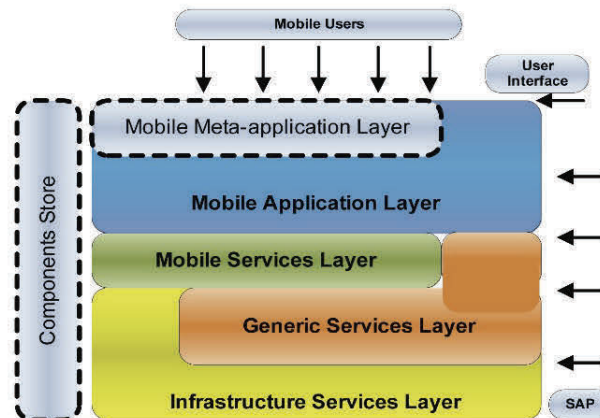 Mobile Users
User
Interface
Mobile Meta-application Layer
Components Store
Mobile Application Layer
Mobile Services Layer
Generic Services Layer
Infrastructure Services Layer
SAP